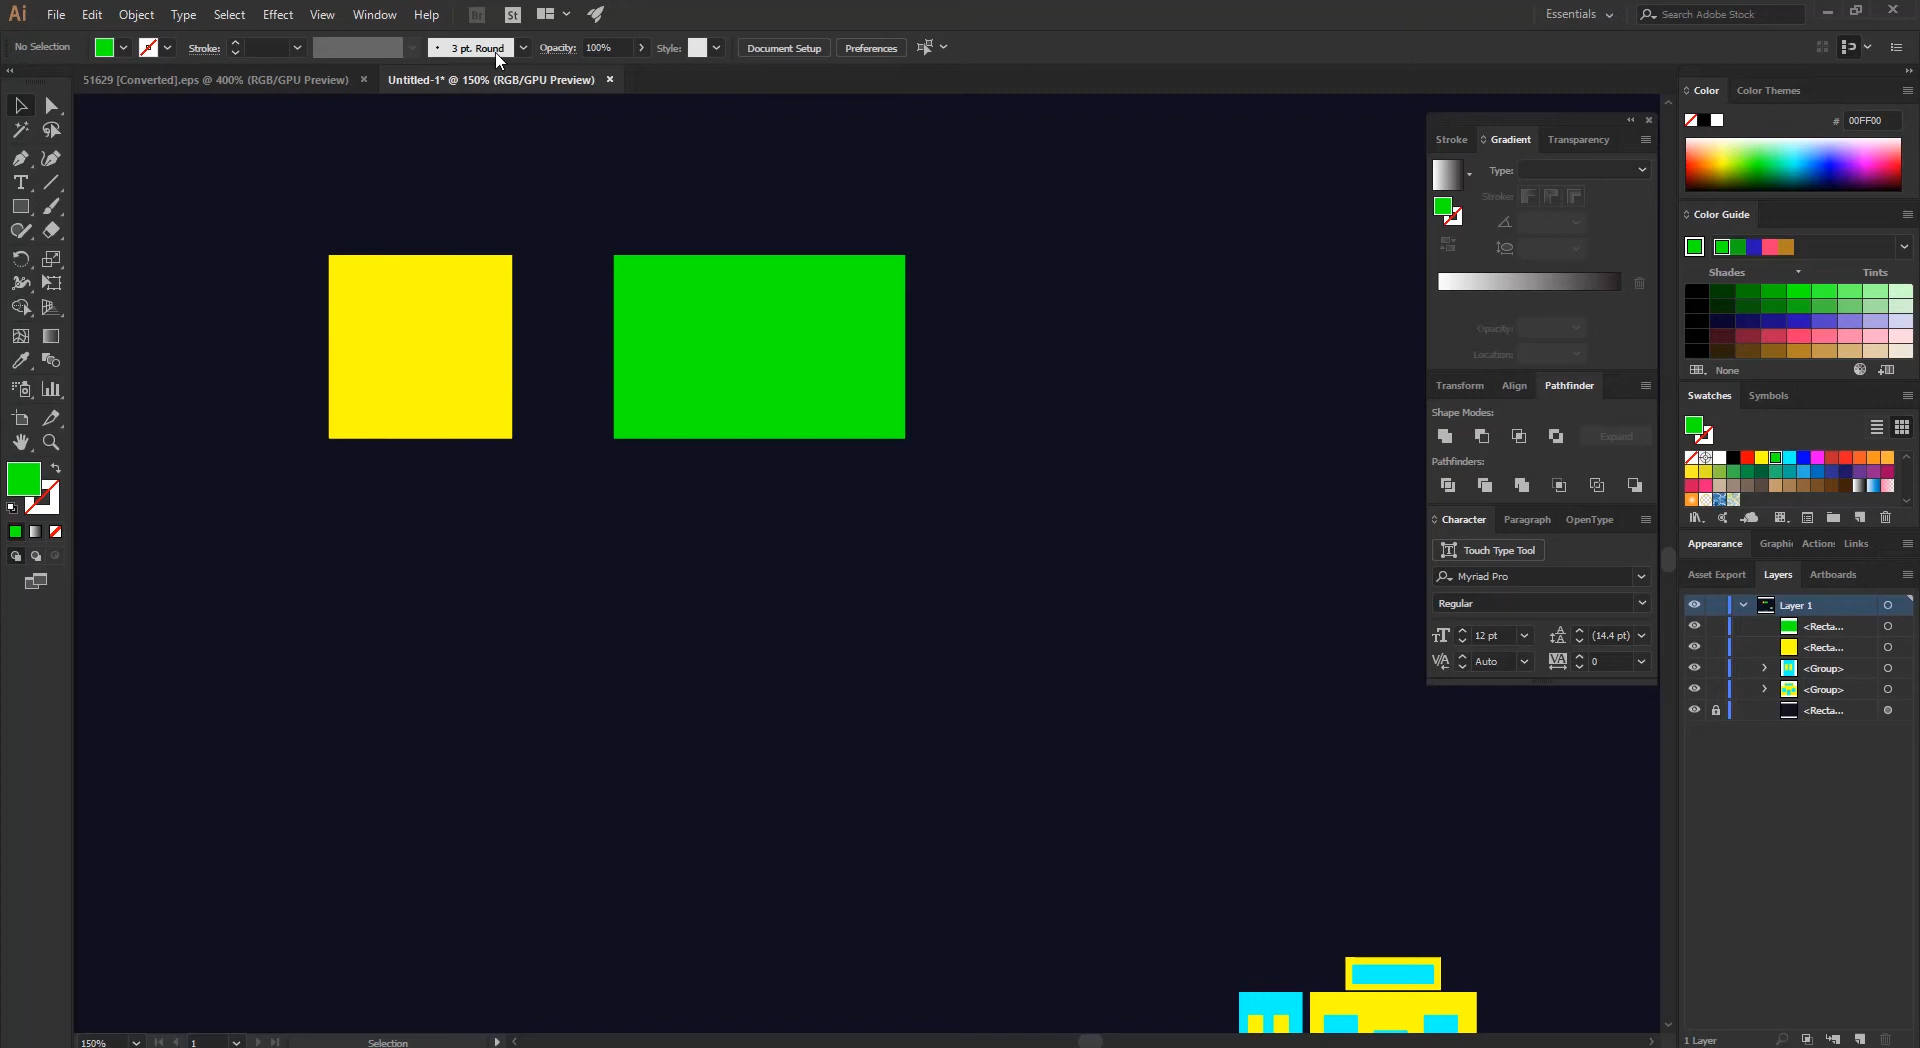 Ai File Edit Object Type Select Effect View Window Help Br St Essentials Search Adobe Stock
No Selection Stroke: 3 pt. Round Opacity: 100% Style: Document Setup Preferences
51629 [Converted].eps @ 400% (RGB/GPU Preview) × Untitled-1* @ 150% (RGB/GPU Preview) ×
Color Color Themes
# 00FF00
Stroke Gradient Transparency
Type:
Stroke:
Opacity:
Location:
Color Guide
Shades Tints
None
Transform Align Pathfinder
Shape Modes:
Expand
Pathfinders:
Swatches Symbols
Character Paragraph OpenType
Touch Type Tool
Myriad Pro
Regular
12 pt (14.4 pt)
Auto 0
Appearance Graphi Action: Links
Asset Export Layers Artboards
Layer 1
<Recta...
<Recta...
<Group>
<Group>
<Recta...
1 Layer
150% 1 Selection